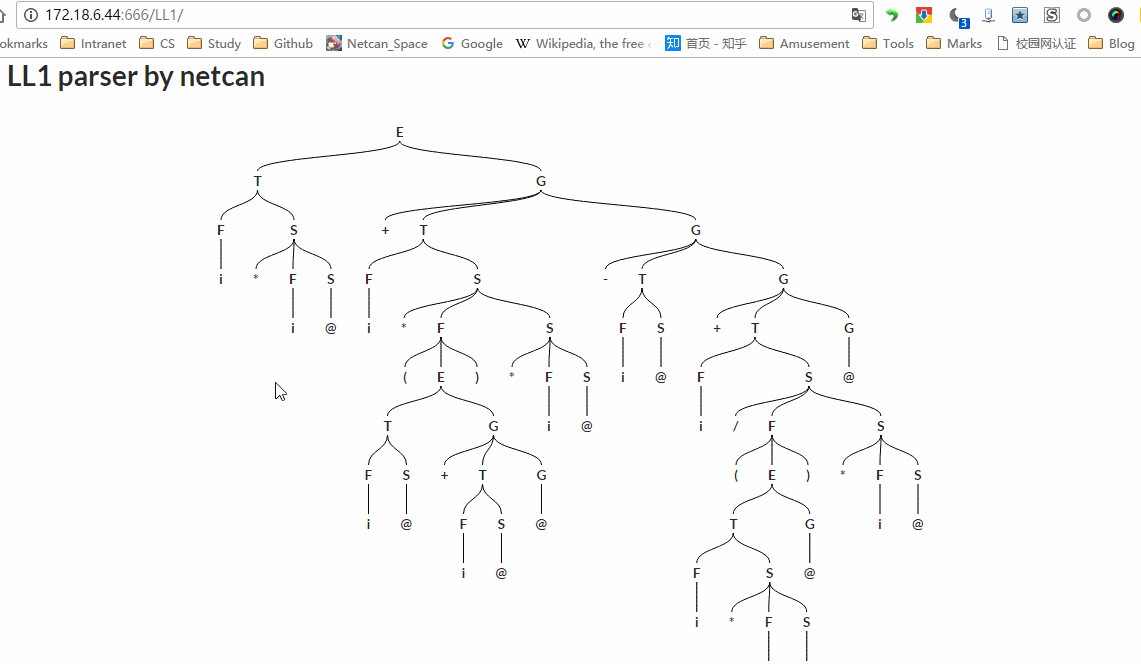 172.18.6.44:666/LL1/
3
okmarks Intranet CS Study Github Netcan_Space Google Wikipedia, the free 首页 - 知乎 Amusement Tools Marks 校园网认证 Blog
LL1 parser by netcan
E
T G
F S + T G
i * F S F S - T G
i @ i * F S F S + T G
( E ) * F S i @ F S @
T G i @ i / F S
F S + T G ( E ) * F S
i @ F S @ T G i @
i @ F S @
i * F S